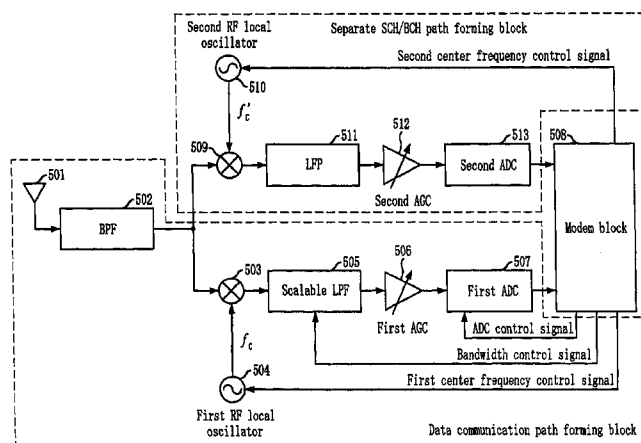 Second RF local
oscillator
Separate SCH/BCH path forming block
Second center frequency control signal
510
f'c
512
508
509
511
513
LFP
Second ADC
501
502
Second AGC
BPF
Modem block
503
505
506
507
Scalable LPF
First ADC
First AGC
ADC control signal
fc
Bandwidth control signal
504
First center frequency control signal
First RF local
oscillator
Data communication path forming block